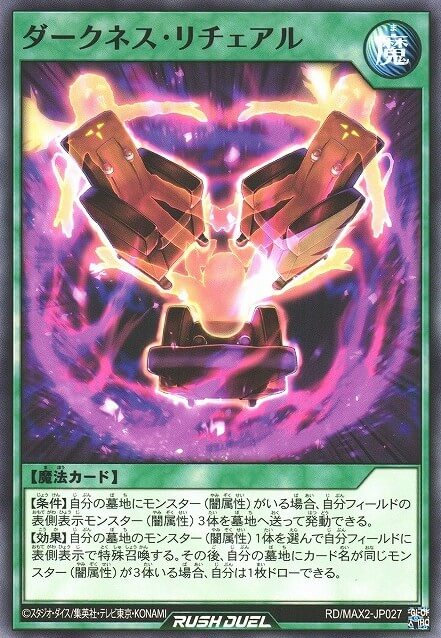 ダークネス・リチェアル
魔
【魔法カード】
【条件】自分の墓地にモンスター(闇属性)がいる場合、自分フィールドの
表側表示モンスター(闇属性)3体を墓地へ送って発動できる。
【効果】自分の墓地のモンスター(闇属性)1体を選んで自分フィールドに
表側表示で特殊召喚する。その後、自分の墓地にカード名が同じモン
スター(闇属性)が3体いる場合、自分は1枚ドローできる。
©スタジオ・ダイス/集英社・テレビ東京・KONAMI
RUSH DUEL
RD/MAX2-JP027